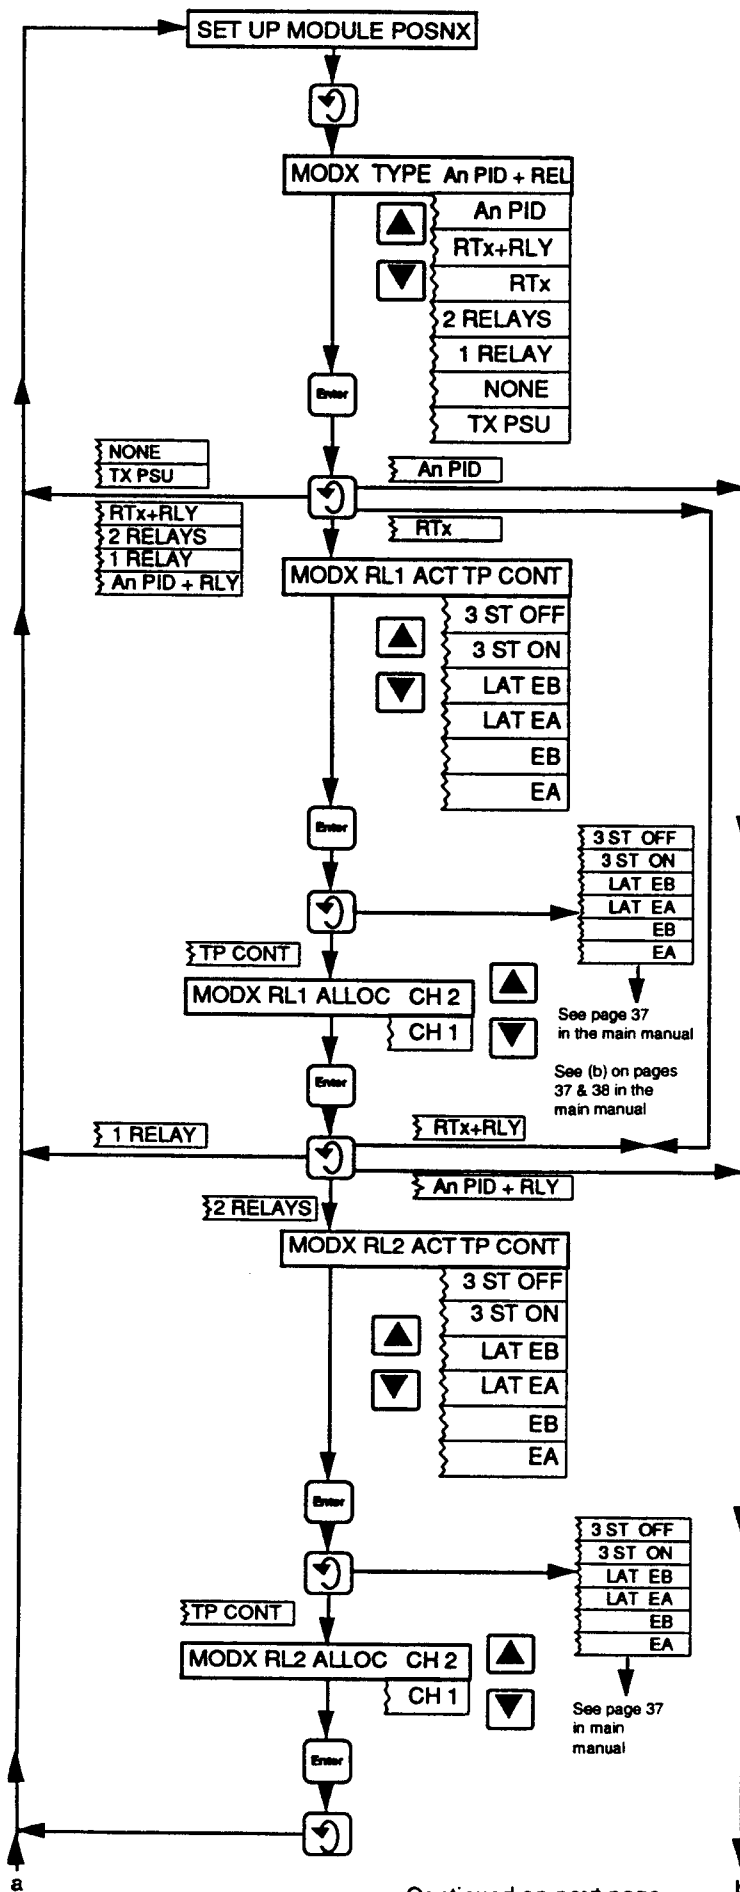 SET UP MODULE POSNX
MODX TYPE An PID + REL
An PID
RTx+RLY
RTx
2 RELAYS
1 RELAY
NONE
TX PSU
Enter
NONE
TX PSU
An PID
RTx+RLY
2 RELAYS
1 RELAY
An PID + RLY
RTx
MODX RL1 ACT TP CONT
3 ST OFF
3 ST ON
LAT EB
LAT EA
EB
EA
Enter
3 ST OFF
3 ST ON
LAT EB
LAT EA
EB
EA
TP CONT
MODX RL1 ALLOC CH 2
CH 1
See page 37
in the main manual
See (b) on pages
37 & 38 in the
main manual
Enter
1 RELAY
RTx+RLY
An PID + RLY
2 RELAYS
MODX RL2 ACT TP CONT
3 ST OFF
3 ST ON
LAT EB
LAT EA
EB
EA
Enter
3 ST OFF
3 ST ON
LAT EB
LAT EA
EB
EA
TP CONT
MODX RL2 ALLOC CH 2
CH 1
See page 37
in main
manual
Enter
a
Continued on next page